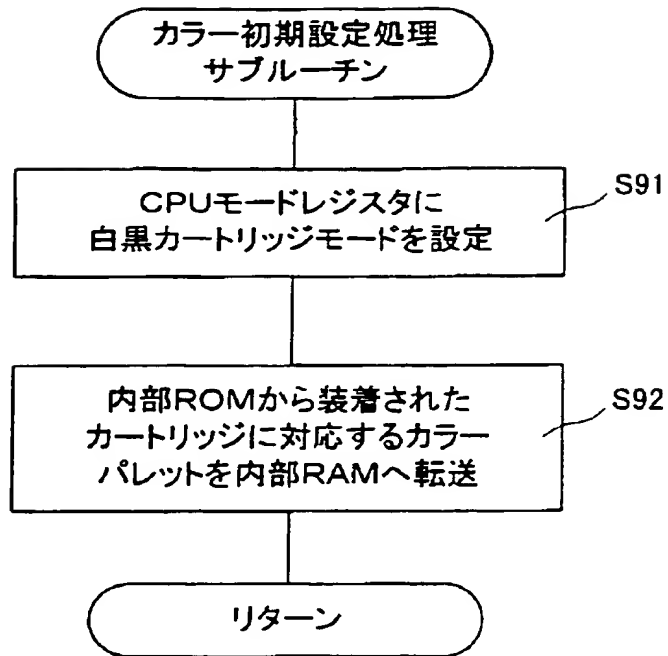 カラー初期設定処理
サブルーチン
CPUモードレジスタに
白黒カートリッジモードを設定
S91
内部ROMから装着された
カートリッジに対応するカラー
パレットを内部RAMへ転送
S92
リターン